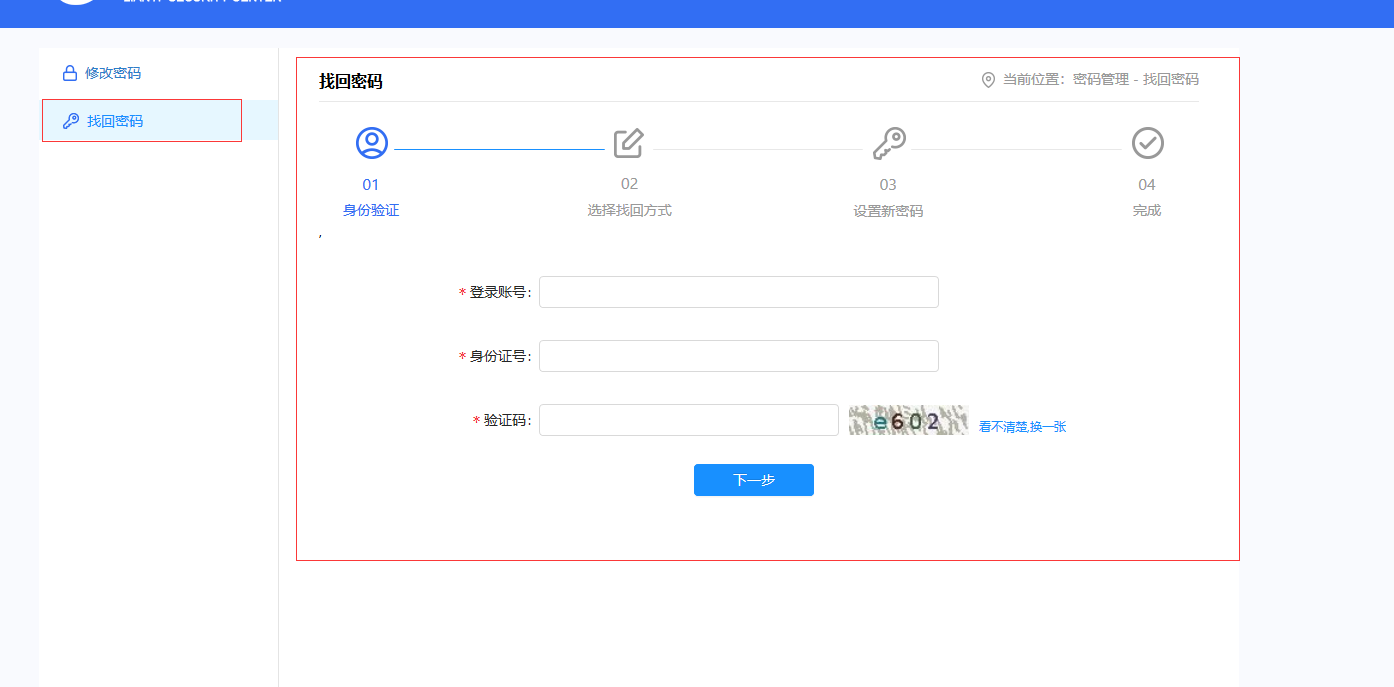 修改密码
找回密码
找回密码
当前位置：密码管理 - 找回密码
01
02
03
04
身份验证
选择找回方式
设置新密码
完成
,
* 登录账号：
* 身份证号：
* 验证码：
e602
看不清楚,换一张
下一步